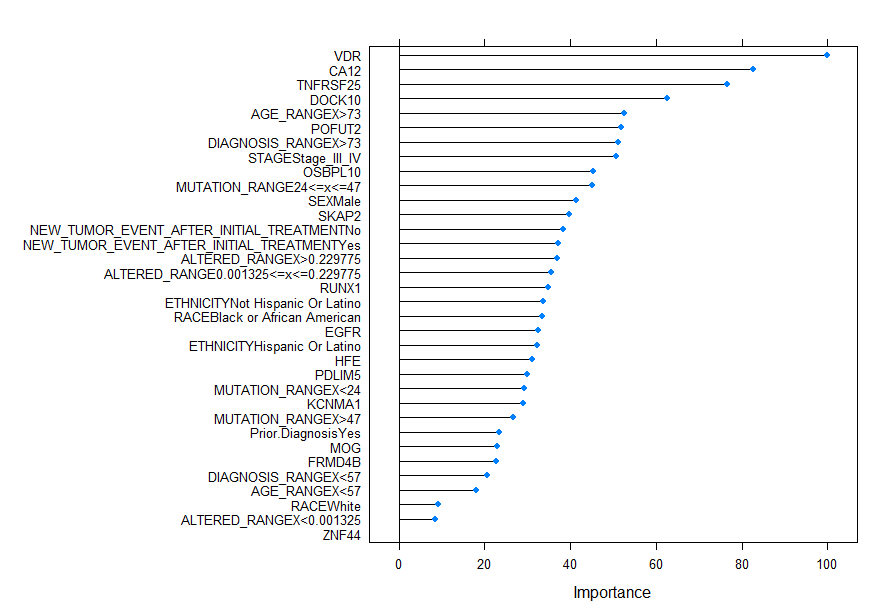 VDR
CA12
TNFRSF25
DOCK10
AGE_RANGEX>73
POFUT2
DIAGNOSIS_RANGEX>73
STAGEStage_III_IV
OSBPL10
MUTATION_RANGE24<=x<=47
SEXMale
SKAP2
NEW_TUMOR_EVENT_AFTER_INITIAL_TREATMENTNo
NEW_TUMOR_EVENT_AFTER_INITIAL_TREATMENTYes
ALTERED_RANGEX>0.229775
ALTERED_RANGE0.001325<=x<=0.229775
RUNX1
ETHNICITYNot Hispanic Or Latino
RACEBlack or African American
EGFR
ETHNICITYHispanic Or Latino
HFE
PDLIM5
MUTATION_RANGEX<24
KCNMA1
MUTATION_RANGEX>47
Prior.DiagnosisYes
MOG
FRMD4B
DIAGNOSIS_RANGEX<57
AGE_RANGEX<57
RACEWhite
ALTERED_RANGEX<0.001325
ZNF44
0 20 40 60 80 100
Importance